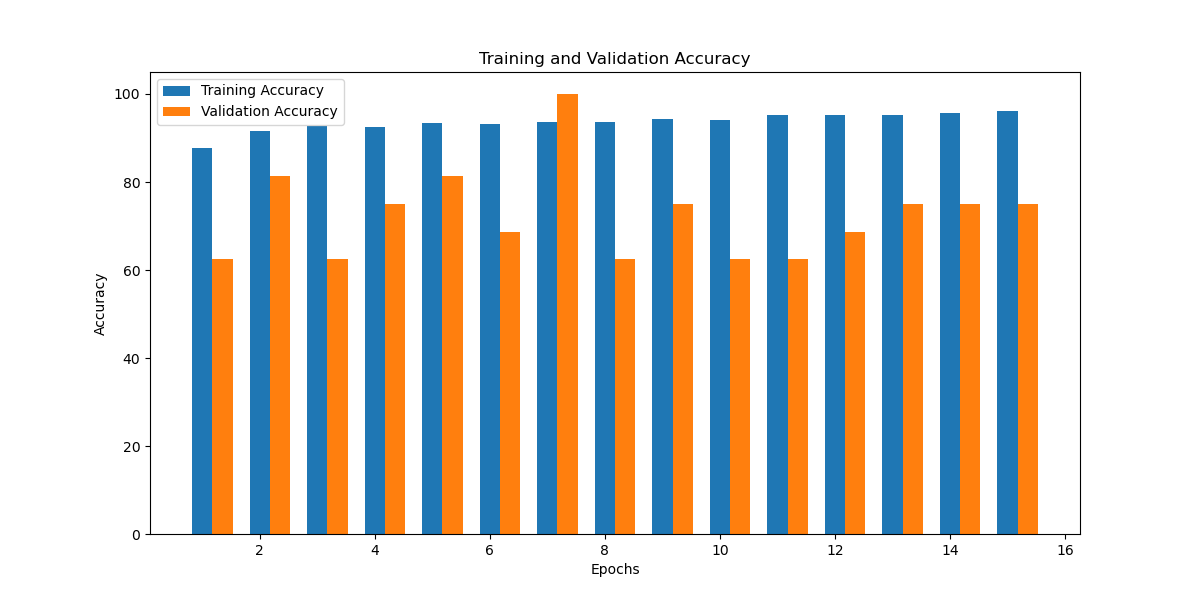 Training and Validation Accuracy
Training Accuracy
Validation Accuracy
100
80
60
40
20
0
Accuracy
2 4 6 8 10 12 14 16
Epochs